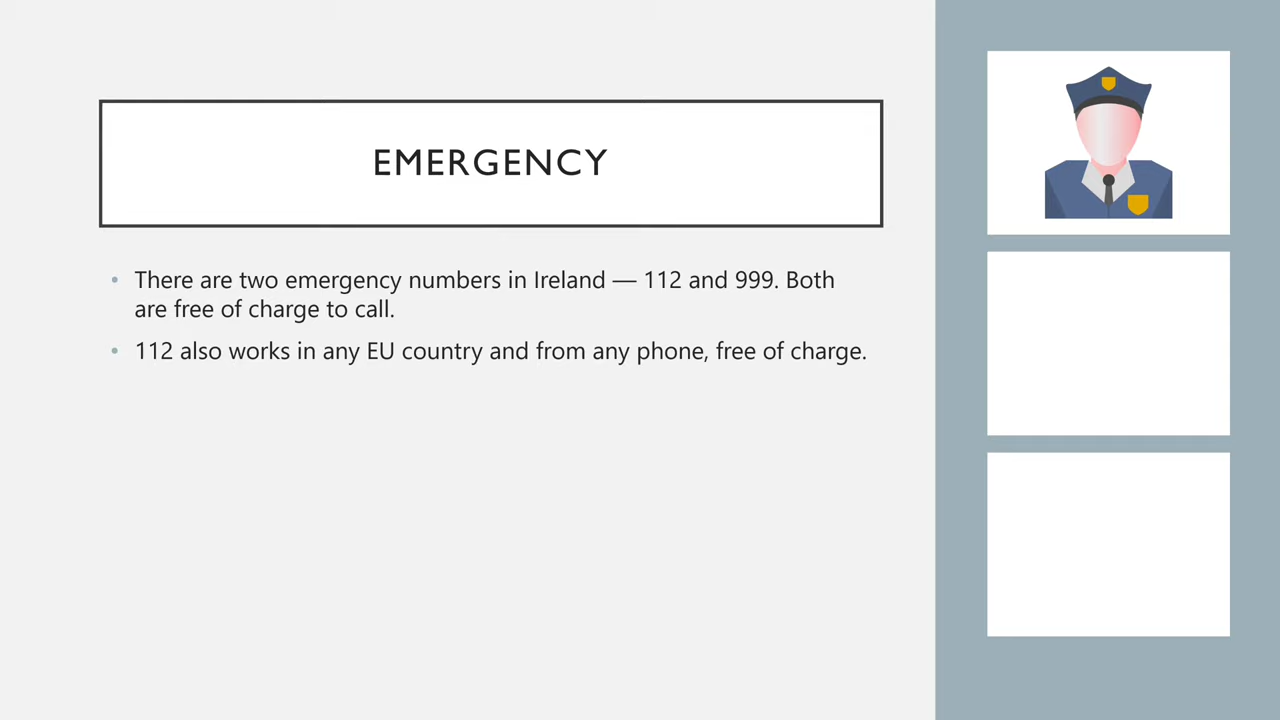 EMERGENCY
• There are two emergency numbers in Ireland — 112 and 999. Both
are free of charge to call.
• 112 also works in any EU country and from any phone, free of charge.